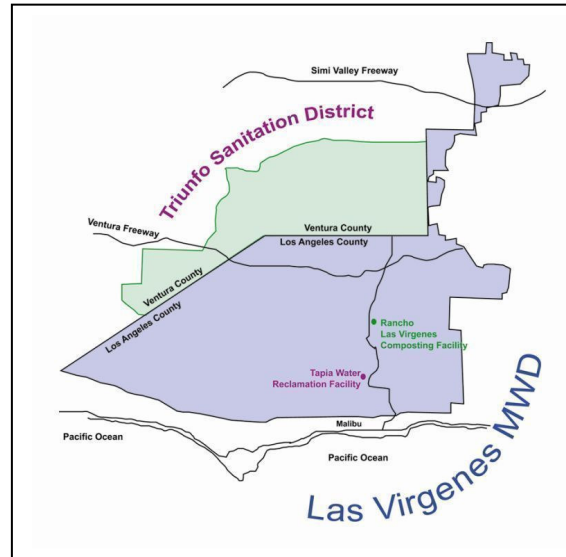 Simi Valley Freeway
Triunfo Sanitation District
Ventura Freeway
Ventura County
Los Angeles County
Ventura County
Los Angeles County
Rancho
Las Virgenes
Composting Facility
Tapia Water
Reclamation Facility
Malibu
Pacific Ocean
Pacific Ocean
Las Virgenes MWD